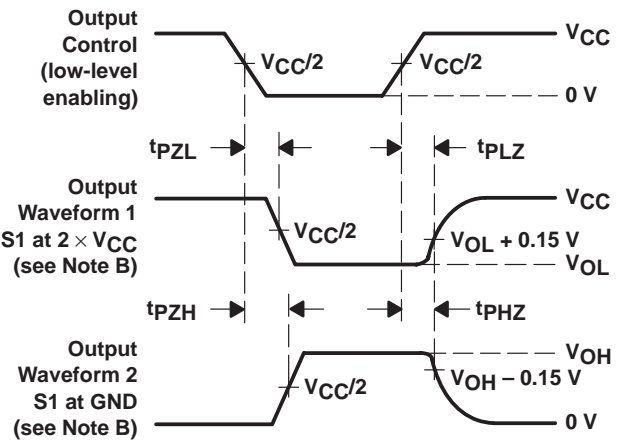 Output
Control
(low-level
enabling)
VCC
VCC/2
VCC/2
0 V
tPZL
tPLZ
Output
Waveform 1
S1 at 2 × VCC
(see Note B)
VCC
VCC/2
VOL + 0.15 V
VOL
tPZH
tPHZ
Output
Waveform 2
S1 at GND
(see Note B)
VOH
VCC/2
VOH – 0.15 V
0 V